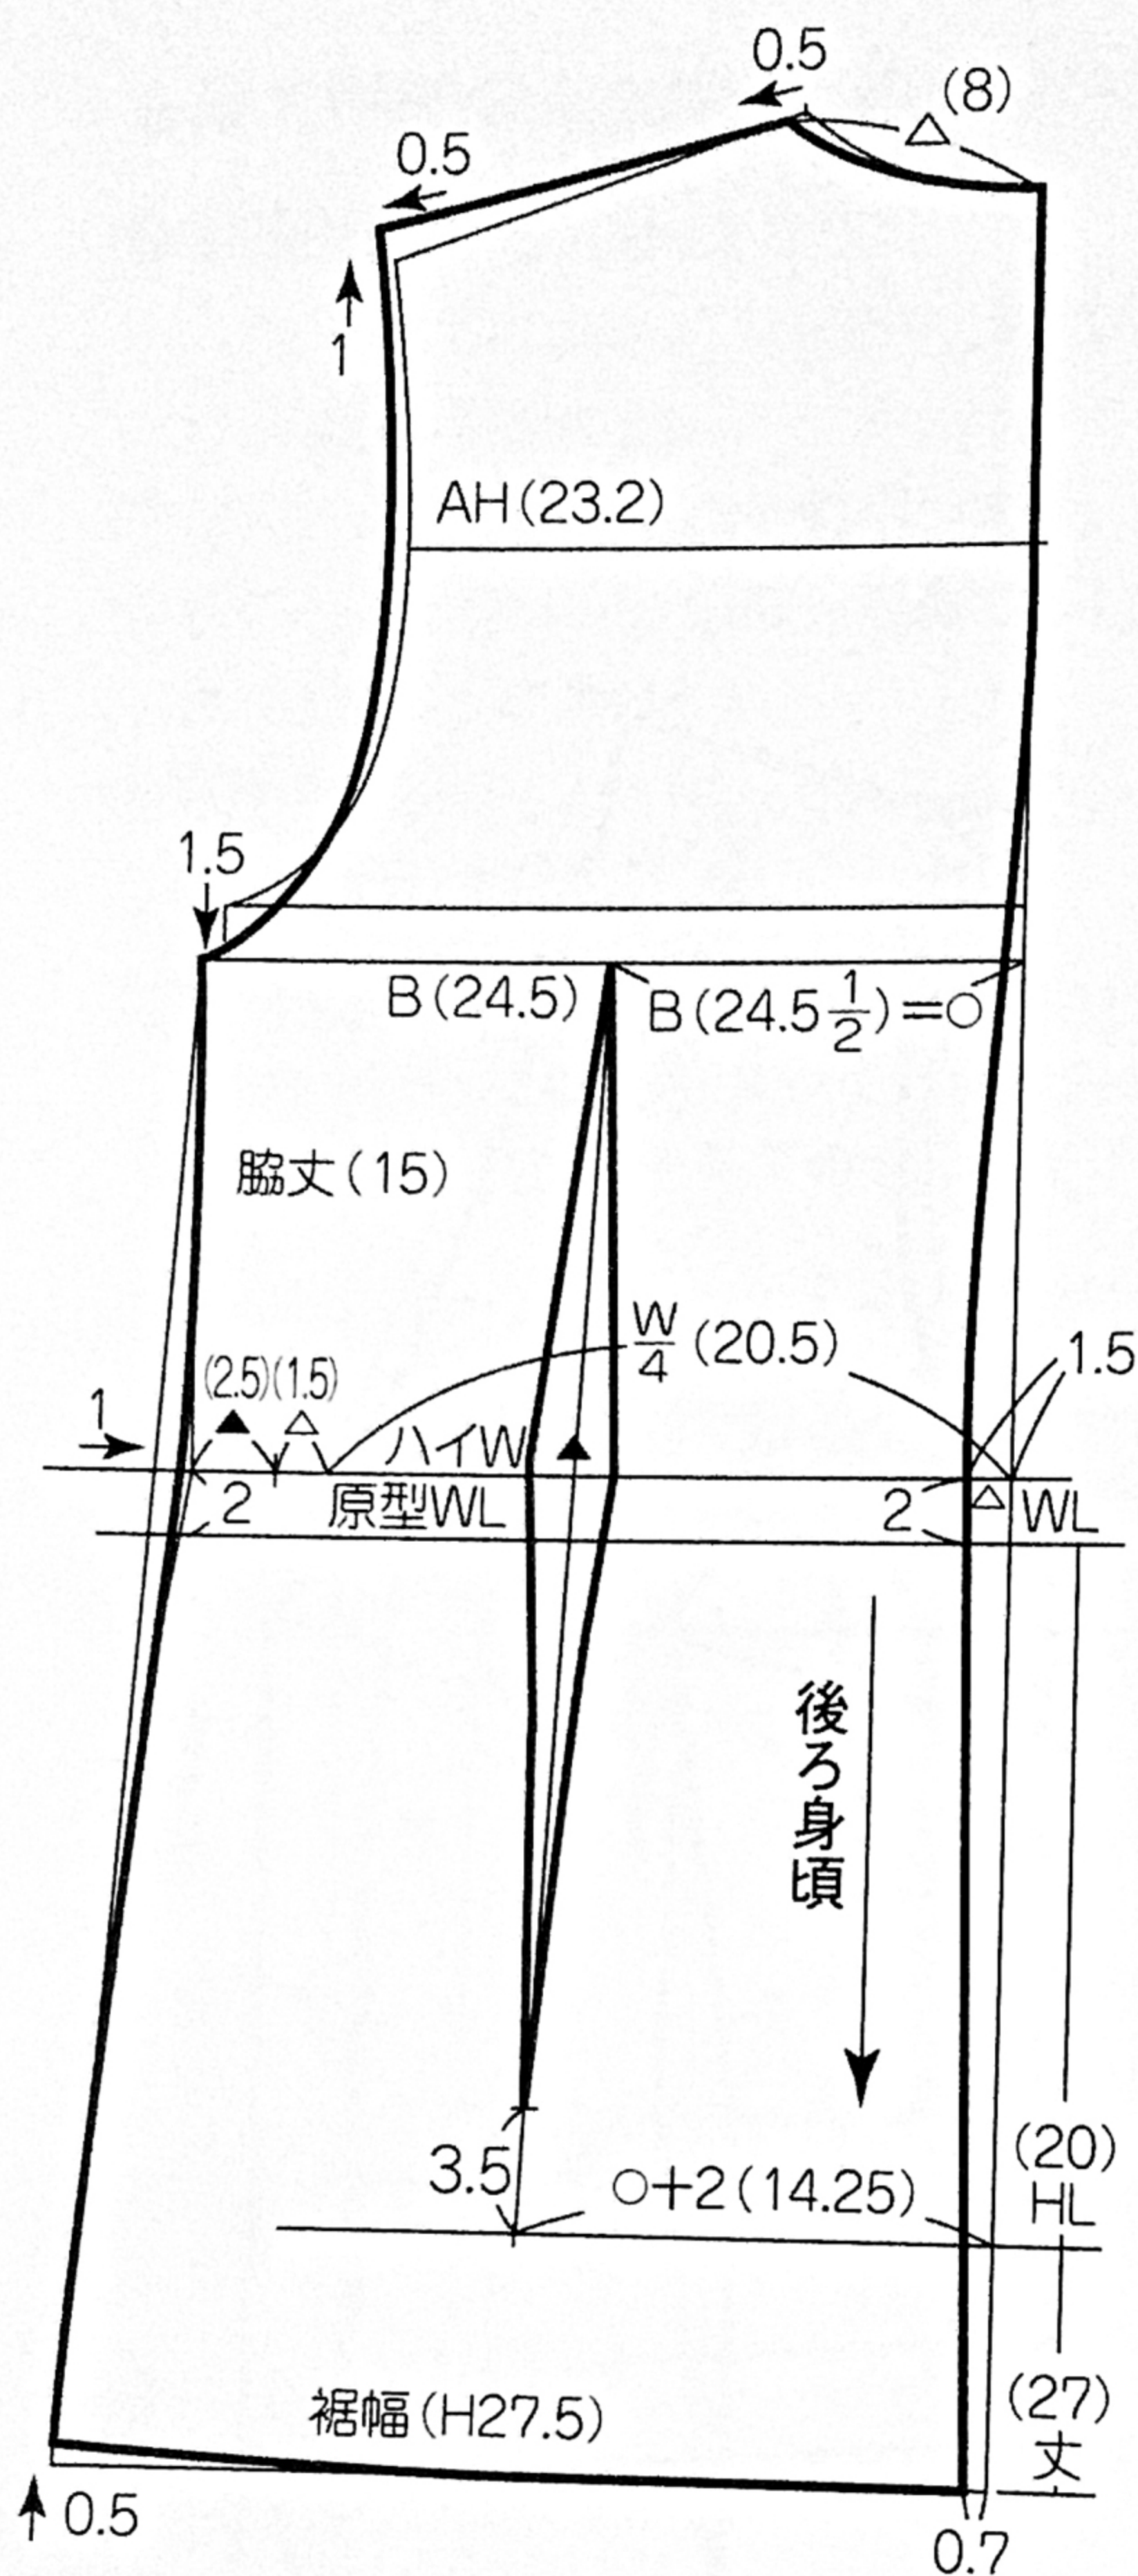 0.5
(8)
△
0.5
1
AH(23.2)
1.5
B(24.5)
B(24.5 1/2)=○
脇丈(15)
W/4 (20.5)
1.5
(2.5)(1.5)
1
▲ △
ハイW
▲
2
原型WL
2
△
WL
後ろ身頃
3.5
○+2(14.25)
(20)
HL
裾幅(H27.5)
(27)
丈
0.5
0.7